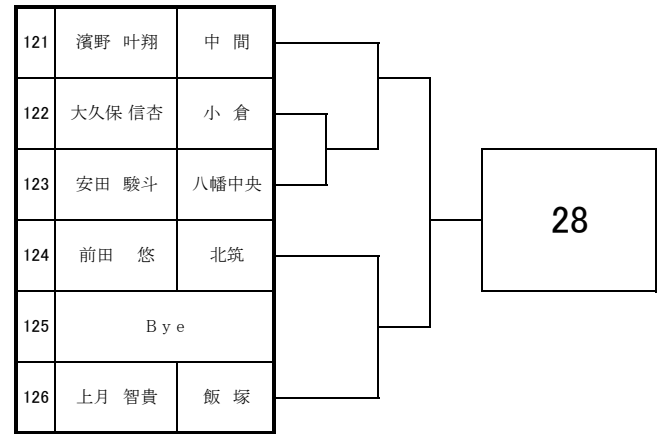 121 濱野 叶翔 中 間
122 大久保 信杏 小 倉
123 安田 駿斗 八幡中央
124 前田 悠 北筑
125 Bye
126 上月 智貴 飯 塚
28